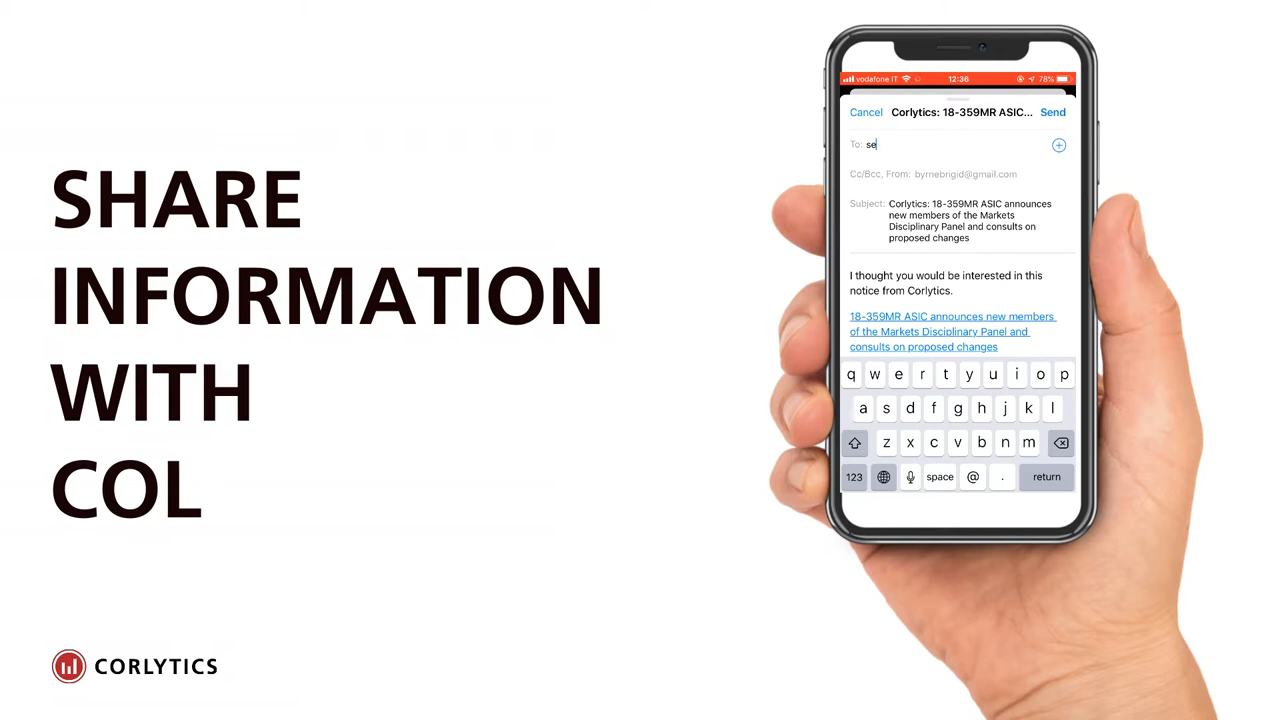 SHARE
INFORMATION
WITH
COL
CORLYTICS
vodafone IT 12:36 78%
Cancel Corlytics: 18-359MR ASIC... Send
To: se
Cc/Bcc, From: byrnebrigid@gmail.com
Subject: Corlytics: 18-359MR ASIC announces
new members of the Markets
Disciplinary Panel and consults on
proposed changes
I thought you would be interested in this
notice from Corlytics.
18-359MR ASIC announces new members
of the Markets Disciplinary Panel and
consults on proposed changes
q w e r t y u i o p
a s d f g h j k l
z x c v b n m
123 space @ . return